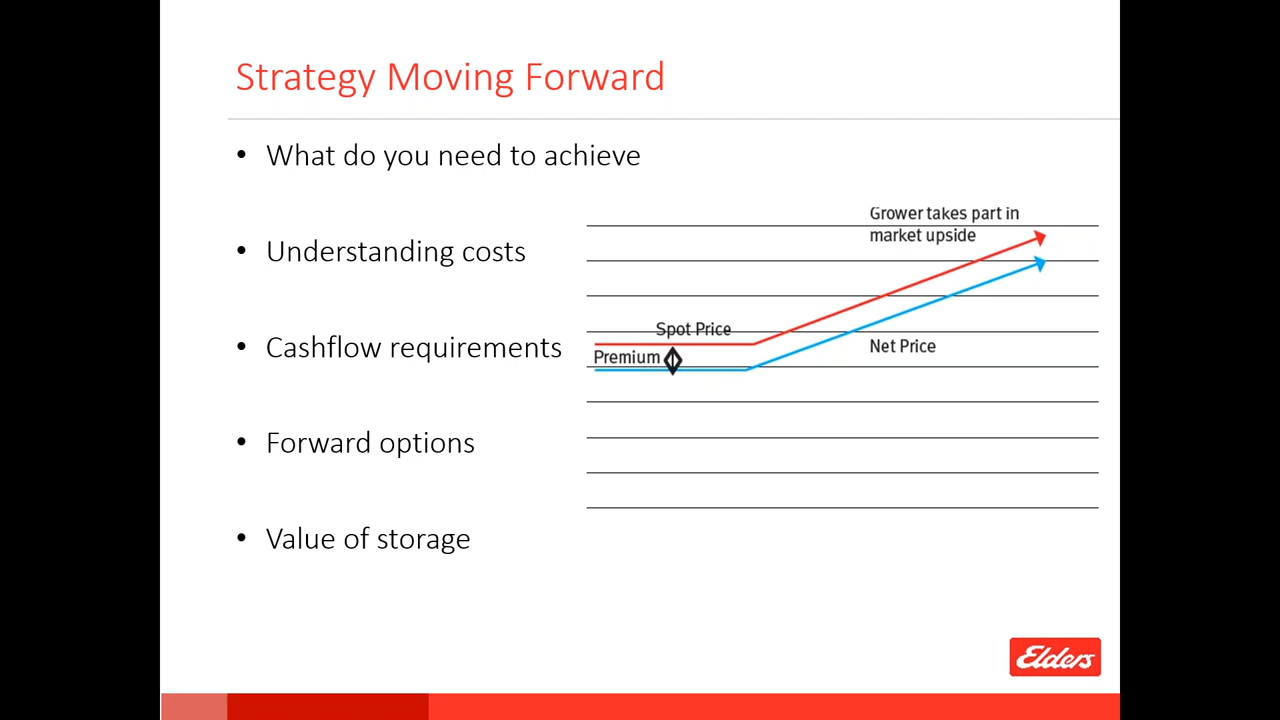 Strategy Moving Forward
• What do you need to achieve
• Understanding costs
• Cashflow requirements
• Forward options
• Value of storage
Grower takes part in
market upside
Spot Price
Premium
Net Price
Elders